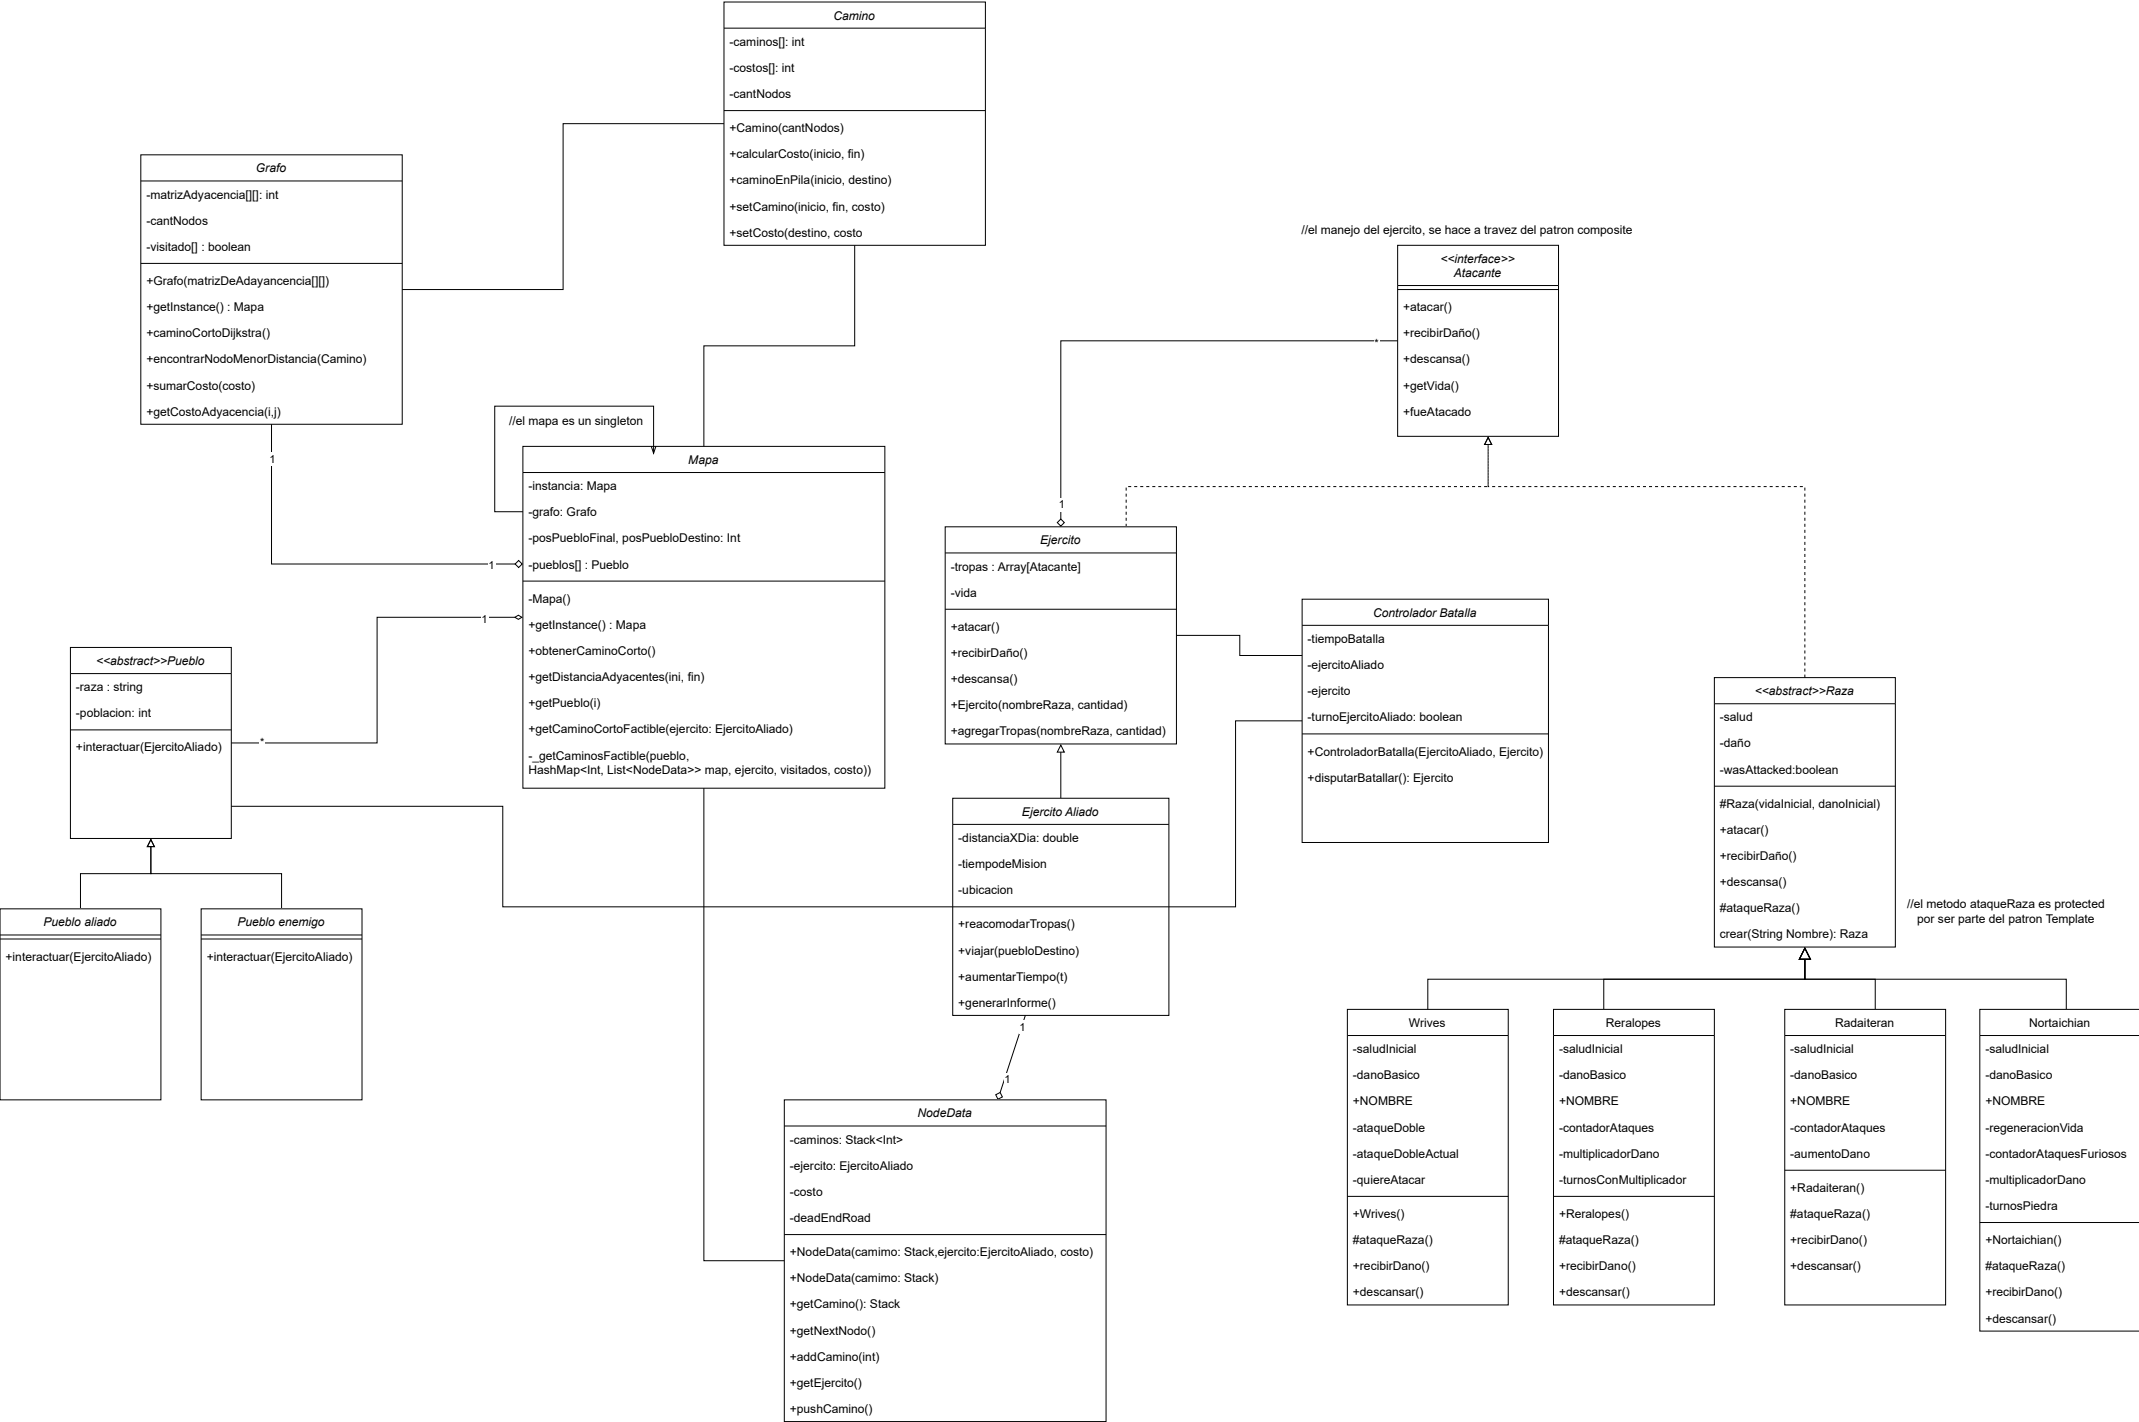 Camino
-caminos[]: int
-costos[]: int
-cantNodos
+Camino(cantNodos)
+calcularCosto(inicio, fin)
+caminoEnPila(inicio, destino)
+setCamino(inicio, fin, costo)
+setCosto(destino, costo
Grafo
-matrizAdyacencia[][]: int
-cantNodos
-visitado[] : boolean
+Grafo(matrizDeAdayancencia[][])
+getInstance() : Mapa
+caminoCortoDijkstra()
+encontrarNodoMenorDistancia(Camino)
+sumarCosto(costo)
+getCostoAdyacencia(i,j)
1
1
//el mapa es un singleton
Mapa
-instancia: Mapa
-grafo: Grafo
-posPuebloFinal, posPuebloDestino: Int
-pueblos[] : Pueblo
-Mapa()
+getInstance() : Mapa
+obtenerCaminoCorto()
+getDistanciaAdyacentes(ini, fin)
+getPueblo(i)
+getCaminoCortoFactible(ejercito: EjercitoAliado)
-_getCaminosFactible(pueblo,
HashMap<Int, List<NodeData>> map, ejercito, visitados, costo))
1
*
<<abstract>>Pueblo
-raza : string
-poblacion: int
+interactuar(EjercitoAliado)
Pueblo aliado
+interactuar(EjercitoAliado)
Pueblo enemigo
+interactuar(EjercitoAliado)
//el manejo del ejercito, se hace a travez del patron composite
<<interface>>
Atacante
+atacar()
+recibirDaño()
+descansa()
+getVida()
+fueAtacado
*
1
Ejercito
-tropas : Array[Atacante]
-vida
+atacar()
+recibirDaño()
+descansa()
+Ejercito(nombreRaza, cantidad)
+agregarTropas(nombreRaza, cantidad)
Controlador Batalla
-tiempoBatalla
-ejercitoAliado
-ejercito
-turnoEjercitoAliado: boolean
+ControladorBatalla(EjercitoAliado, Ejercito)
+disputarBatallar(): Ejercito
Ejercito Aliado
-distanciaXDia: double
-tiempodeMision
-ubicacion
+reacomodarTropas()
+viajar(puebloDestino)
+aumentarTiempo(t)
+generarInforme()
1
1
NodeData
-caminos: Stack<Int>
-ejercito: EjercitoAliado
-costo
-deadEndRoad
+NodeData(camimo: Stack,ejercito:EjercitoAliado, costo)
+NodeData(camimo: Stack)
+getCamino(): Stack
+getNextNodo()
+addCamino(int)
+getEjercito()
+pushCamino()
<<abstract>>Raza
-salud
-daño
-wasAttacked:boolean
#Raza(vidaInicial, danoInicial)
+atacar()
+recibirDaño()
+descansa()
#ataqueRaza()
crear(String Nombre): Raza
//el metodo ataqueRaza es protected
por ser parte del patron Template
Wrives
-saludInicial
-danoBasico
+NOMBRE
-ataqueDoble
-ataqueDobleActual
-quiereAtacar
+Wrives()
#ataqueRaza()
+recibirDano()
+descansar()
Reralopes
-saludInicial
-danoBasico
+NOMBRE
-contadorAtaques
-multiplicadorDano
-turnosConMultiplicador
+Reralopes()
#ataqueRaza()
+recibirDano()
+descansar()
Radaiteran
-saludInicial
-danoBasico
+NOMBRE
-contadorAtaques
-aumentoDano
+Radaiteran()
#ataqueRaza()
+recibirDano()
+descansar()
Nortaichian
-saludInicial
-danoBasico
+NOMBRE
-regeneracionVida
-contadorAtaquesFuriosos
-multiplicadorDano
-turnosPiedra
+Nortaichian()
#ataqueRaza()
+recibirDano()
+descansar()